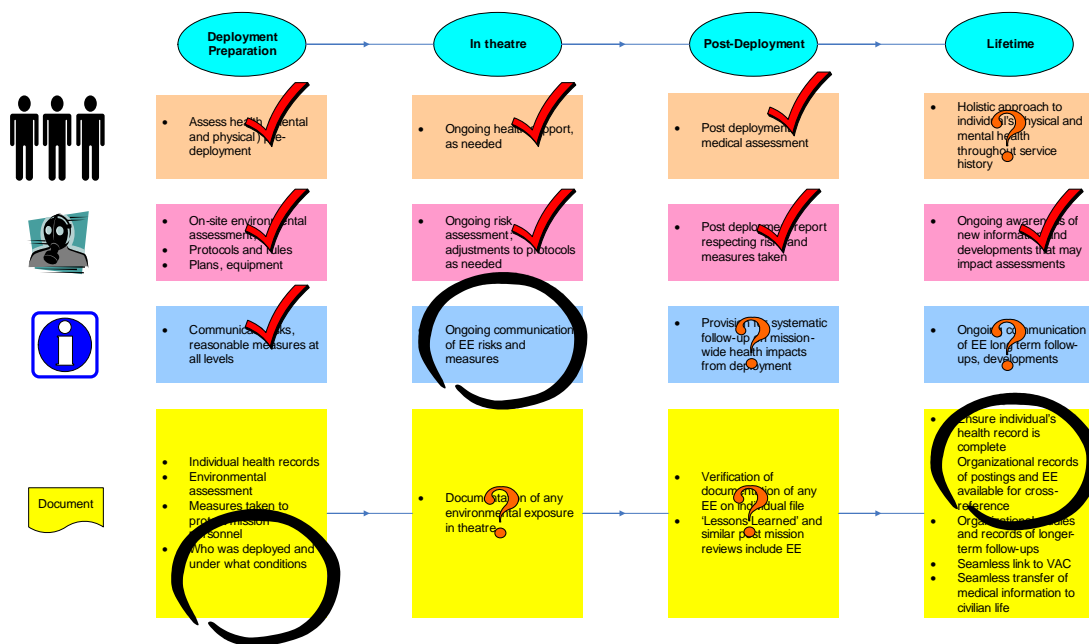 Deployment
Preparation
In theatre
Post-Deployment
Lifetime
• Assess health (mental
and physical) pre-
deployment
• Ongoing health support,
as needed
• Post deployment
medical assessment
• Holistic approach to
individual's physical and
mental health
throughout service
history
• On-site environmental
assessment,
• Protocols and rules
• Plans, equipment
• Ongoing risk
assessment,
adjustments to protocols
as needed
• Post deployment report
respecting risks and
measures taken
• Ongoing awareness of
new information and
developments that may
impact assessments
• Communicate risks,
reasonable measures at
all levels
• Ongoing communication
of EE risks and
measures
• Provision for systematic
follow-up mission-
wide health impacts
from deployment
• Ongoing communication
of EE long term follow-
ups, developments
Document
• Individual health records
• Environmental
assessment
• Measures taken to
protect mission
personnel
• Who was deployed and
under what conditions
• Documentation of any
environmental exposure
in theatre
• Verification of
documentation of any
EE on individual file
• 'Lessons Learned' and
similar post mission
reviews include EE
• Ensure individual's
health record is
complete
Organizational records
of postings and EE
available for cross-
reference
• Organizational studies
and records of longer-
term follow-ups
• Seamless link to VAC
• Seamless transfer of
medical information to
civilian life